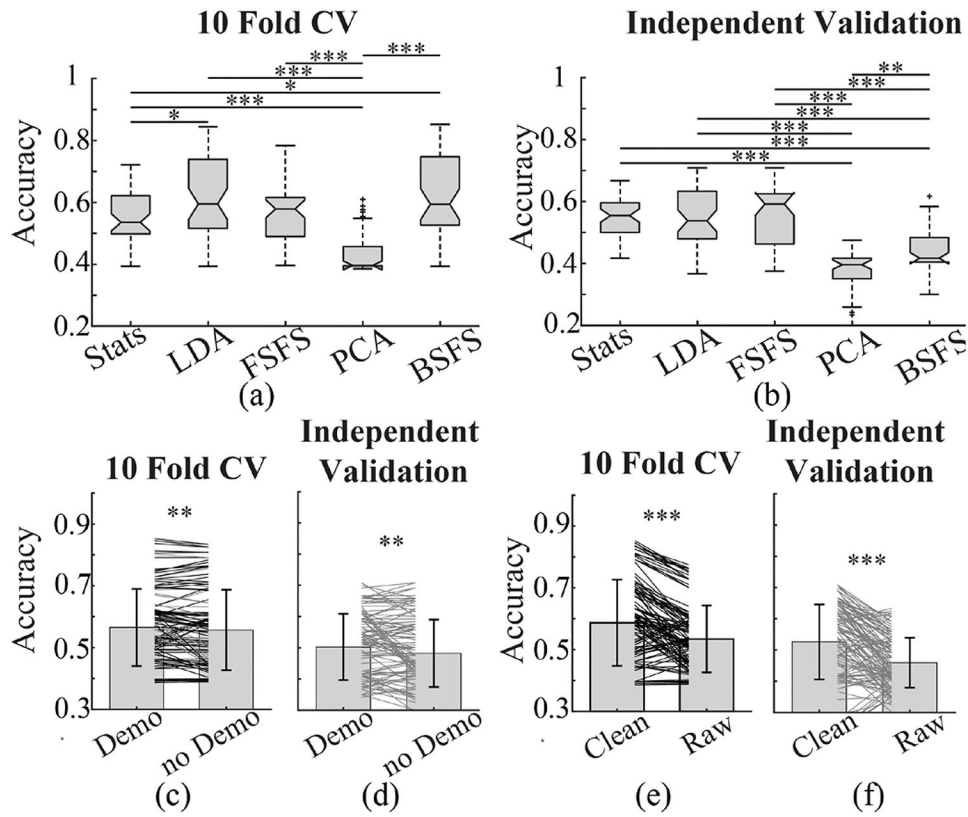 10 Fold CV
Independent Validation
***
***
***
*
***
*
**
***
***
***
***
***
***
1
0.8
0.6
0.4
0.2
Accuracy
Stats
LDA
FSFS
PCA
BSFS
(a)
1
0.8
0.6
0.4
0.2
Accuracy
Stats
LDA
FSFS
PCA
BSFS
(b)
10 Fold CV
Independent
Validation
10 Fold CV
Independent
Validation
0.9
0.7
0.5
0.3
Accuracy
**
Demo
no Demo
(c)
**
Demo
no Demo
(d)
0.9
0.7
0.5
0.3
Accuracy
***
Clean
Raw
(e)
***
Clean
Raw
(f)